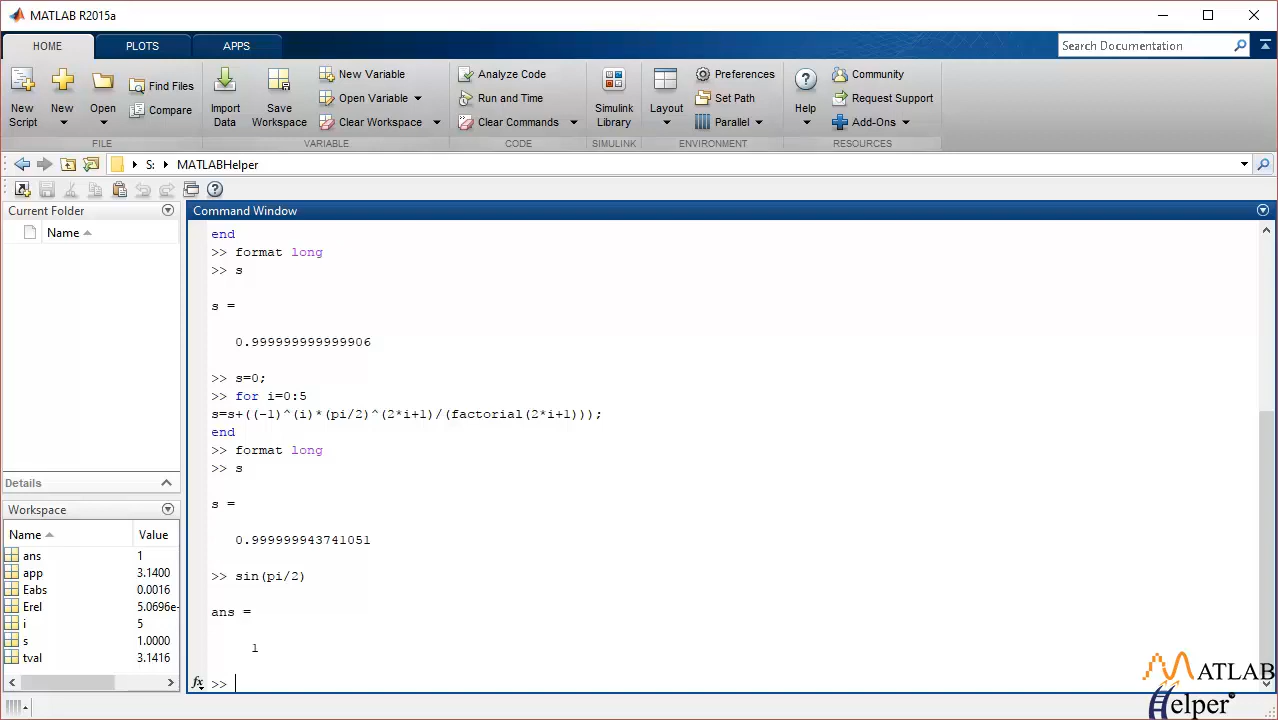 MATLAB R2015a
HOME
PLOTS
APPS
Search Documentation
New Script
New
Open
Find Files
Compare
Import Data
Save Workspace
New Variable
Open Variable
Clear Workspace
Analyze Code
Run and Time
Clear Commands
Simulink Library
Layout
Preferences
Set Path
Parallel
Help
Community
Request Support
Add-Ons
FILE
VARIABLE
CODE
SIMULINK
ENVIRONMENT
RESOURCES
S: MATLABHelper
Current Folder
Name
Details
Workspace
Name Value
ans 1
app 3.1400
Eabs 0.0016
Erel 5.0696e-
i 5
s 1.0000
tval 3.1416
Command Window
end
>> format long
>> s
s =
0.999999999999906
>> s=0;
>> for i=0:5
s=s+((-1)^(i)*(pi/2)^(2*i+1)/(factorial(2*i+1)));
end
>> format long
>> s
s =
0.999999943741051
>> sin(pi/2)
ans =
1
fx >>
MATLAB
Helper